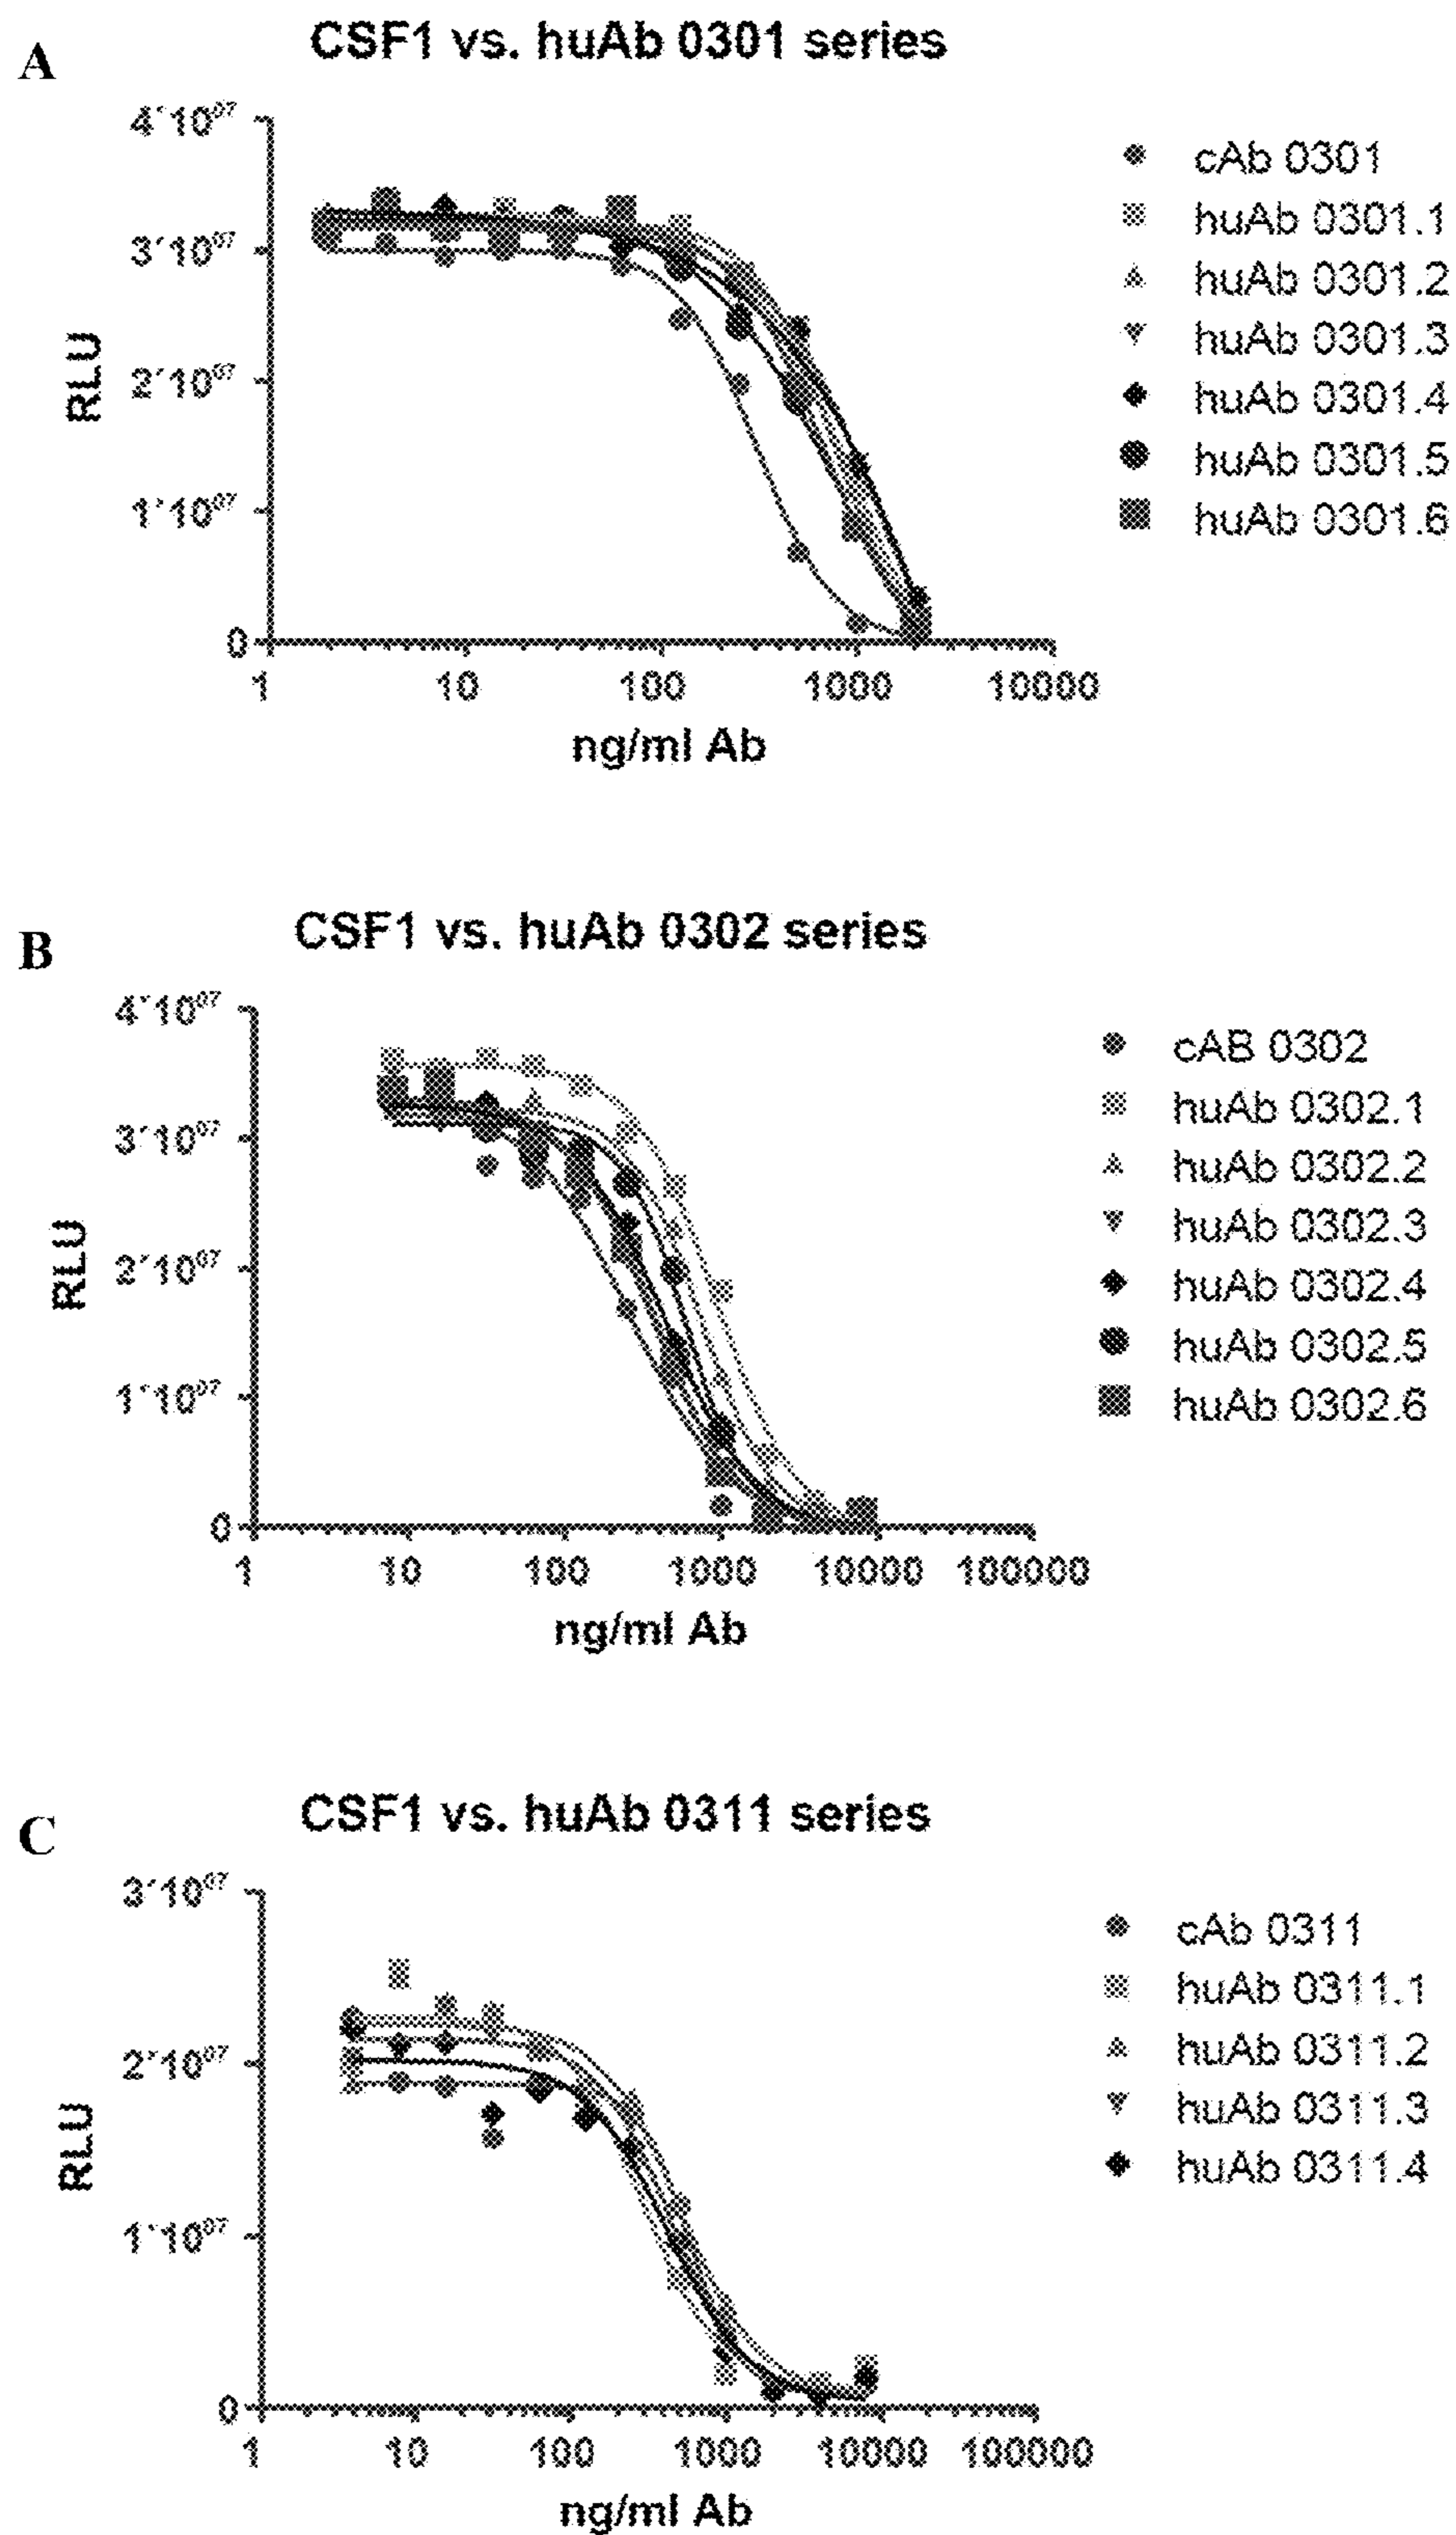 A
CSF1 vs. huAb 0301 series
4´10⁰⁷
3´10⁰⁷
2´10⁰⁷
1´10⁰⁷
0
RLU
1 10 100 1000 10000
ng/ml Ab
cAb 0301
huAb 0301.1
huAb 0301.2
huAb 0301.3
huAb 0301.4
huAb 0301.5
huAb 0301.6
B
CSF1 vs. huAb 0302 series
4´10⁰⁷
3´10⁰⁷
2´10⁰⁷
1´10⁰⁷
0
RLU
1 10 100 1000 10000 100000
ng/ml Ab
cAB 0302
huAb 0302.1
huAb 0302.2
huAb 0302.3
huAb 0302.4
huAb 0302.5
huAb 0302.6
C
CSF1 vs. huAb 0311 series
3´10⁰⁷
2´10⁰⁷
1´10⁰⁷
0
RLU
1 10 100 1000 10000 100000
ng/ml Ab
cAb 0311
huAb 0311.1
huAb 0311.2
huAb 0311.3
huAb 0311.4